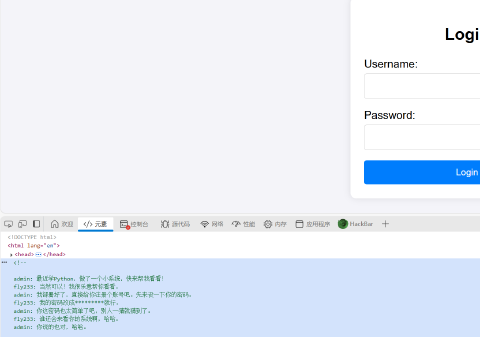 Login
Username:
Password:
Login
欢迎
</> 元素
控制台
源代码
网络
性能
内存
应用程序
HackBar
<!DOCTYPE html>
<html lang="en">
<head> </head>
<!--
admin: 最近学Python, 做了一个小系统, 快来帮我看看!
fly233: 当然可以! 我很乐意帮你看看。
admin: 我都要好了, 直接给你注册个账号吧, 先来说一下你的密码。
fly233: 我的密码改成*********就行。
admin: 你这密码也太简单了吧, 别人一猜就猜到了。
fly233: 谁还会来看你的系统啊, 哈哈。
admin: 你说的也对, 哈哈。